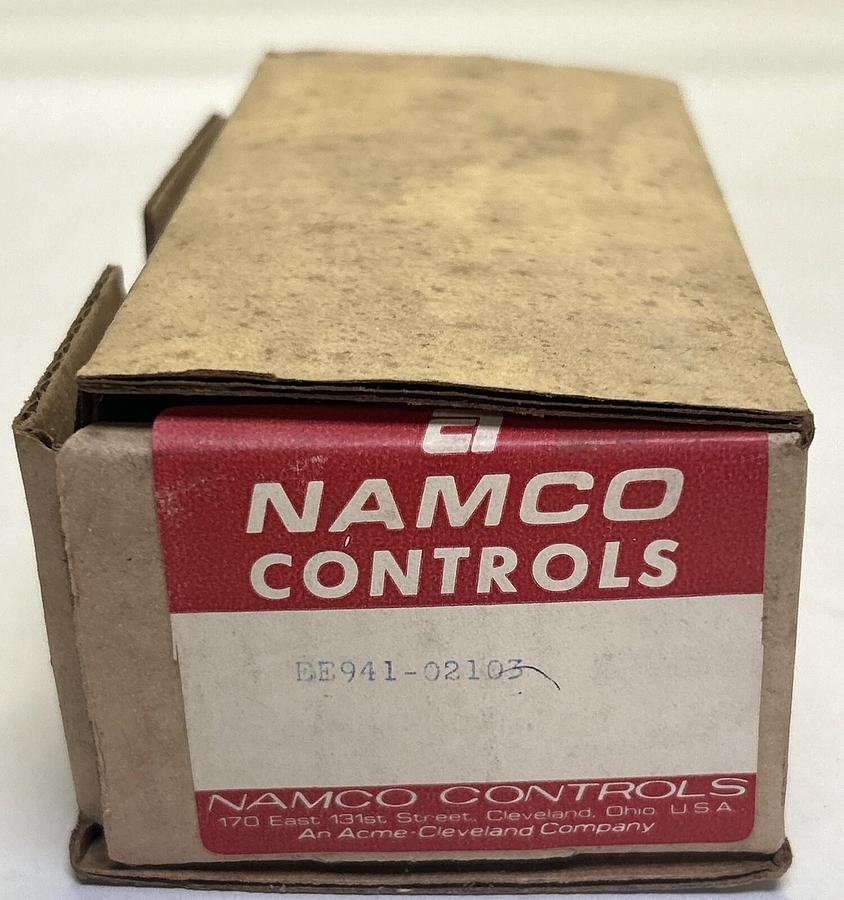 NAMCO
CONTROLS
EE941-02103
NAMCO CONTROLS
170 East 131st Street, Cleveland, Ohio U.S.A.
An Acme-Cleveland Company